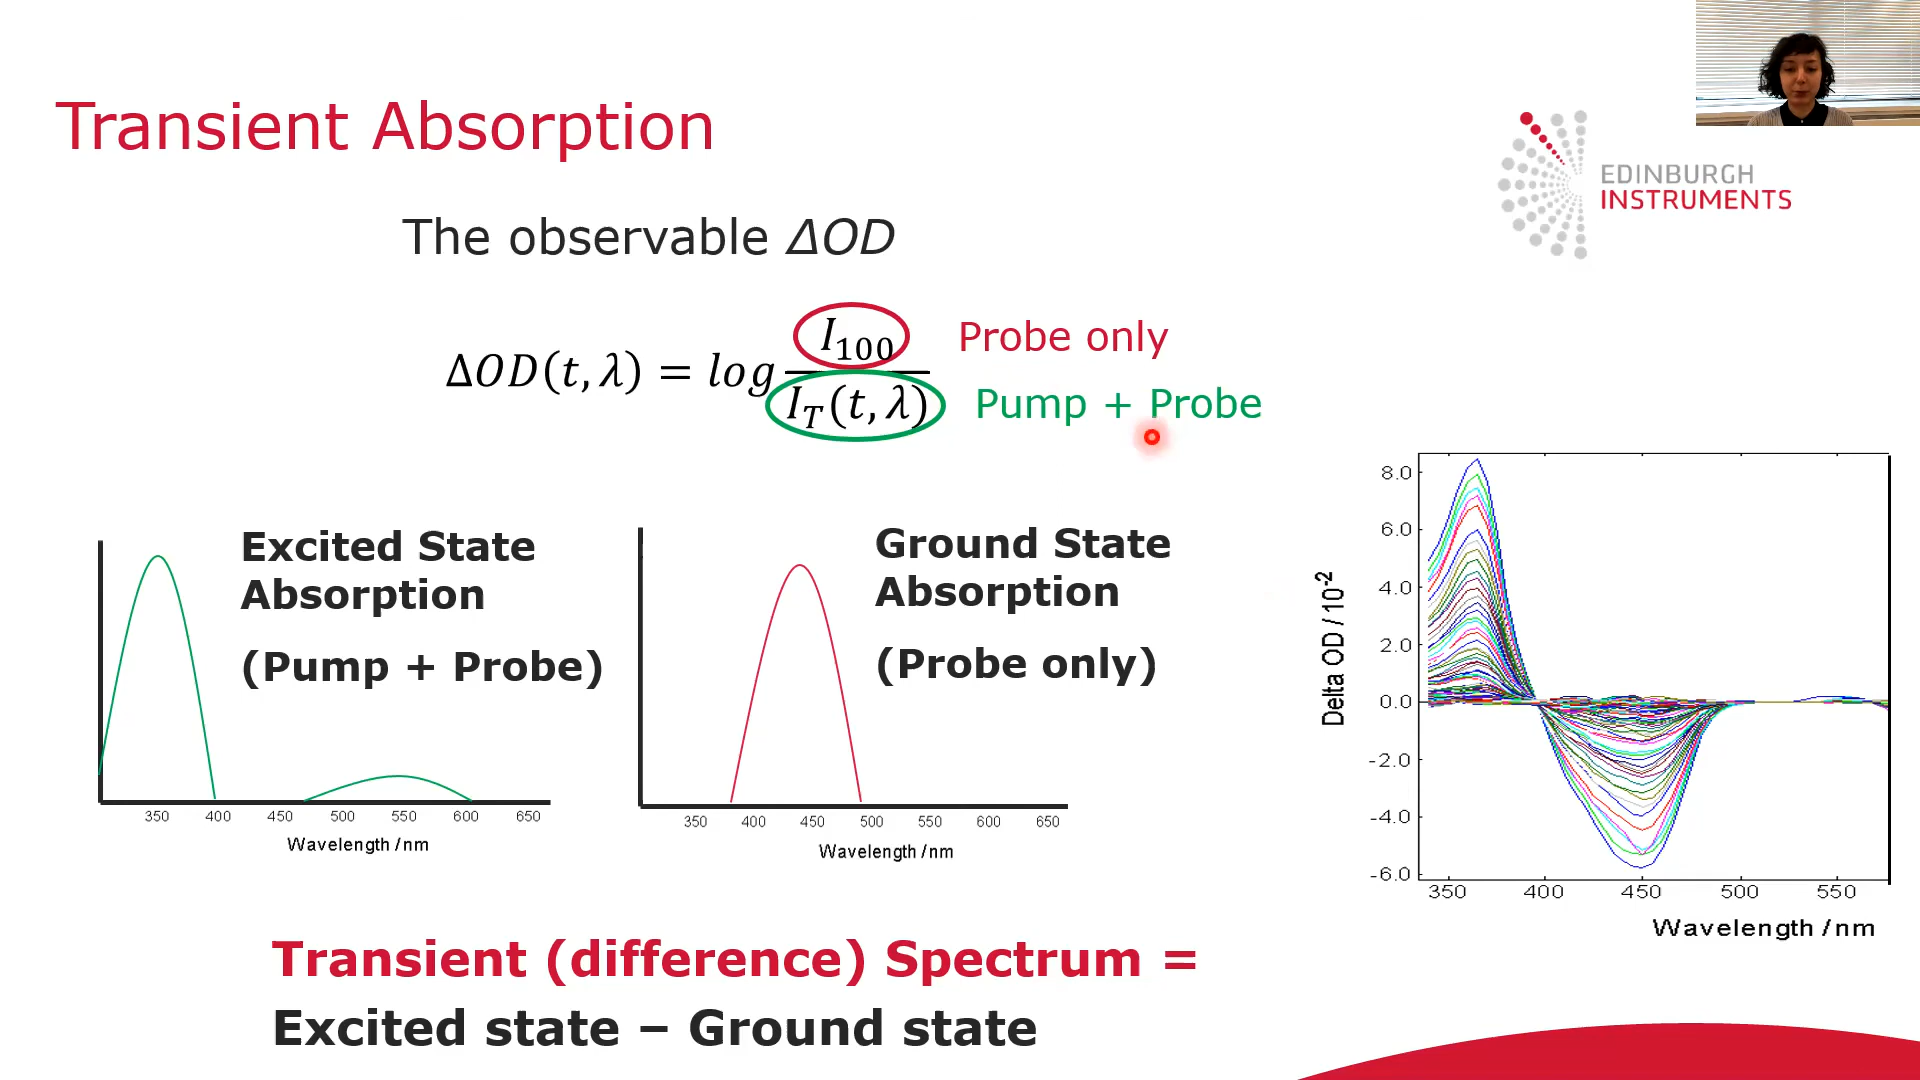 Transient Absorption
EDINBURGH
INSTRUMENTS
The observable ΔOD
ΔOD(t, λ) = log I₁₀₀ / I_T(t, λ)
Probe only
Pump + Probe
Excited State
Absorption
(Pump + Probe)
350 400 450 500 550 600 650
Wavelength /nm
Ground State
Absorption
(Probe only)
350 400 450 500 550 600 650
Wavelength /nm
8.0
6.0
4.0
2.0
0.0
-2.0
-4.0
-6.0
Delta OD / 10⁻²
350 400 450 500 550
Wavelength /nm
Transient (difference) Spectrum =
Excited state – Ground state